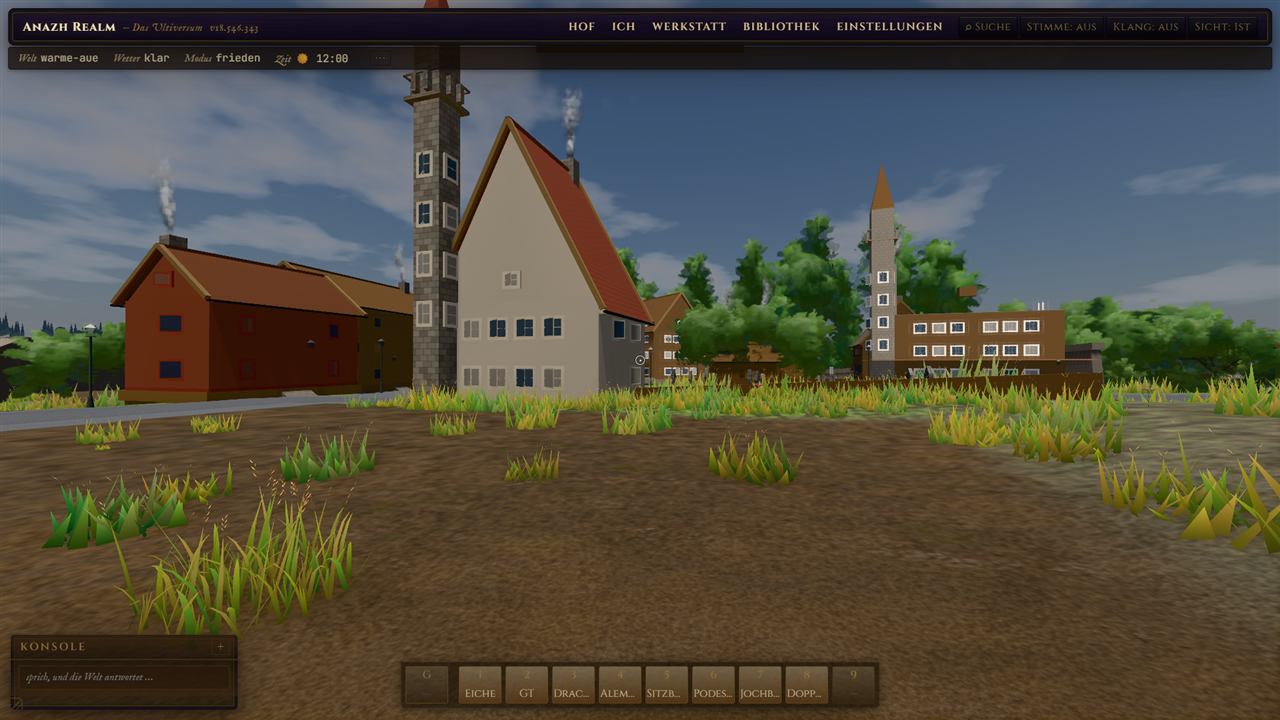 ANAZH REALM – Das Ultiversum v18.546.343
HOF ICH WERKSTATT BIBLIOTHEK EINSTELLUNGEN SUCHE STIMME: AUS KLANG: AUS SICHT: IST
Welt warme-aue Wetter klar Modus frieden Zeit 12:00 ...
KONSOLE +
sprich, und die Welt antwortet ...
G 1 2 3 4 5 6 7 8 9
EICHE GT DRAC... ALEM... SITZB... PODES... JOCHB... DOPP...